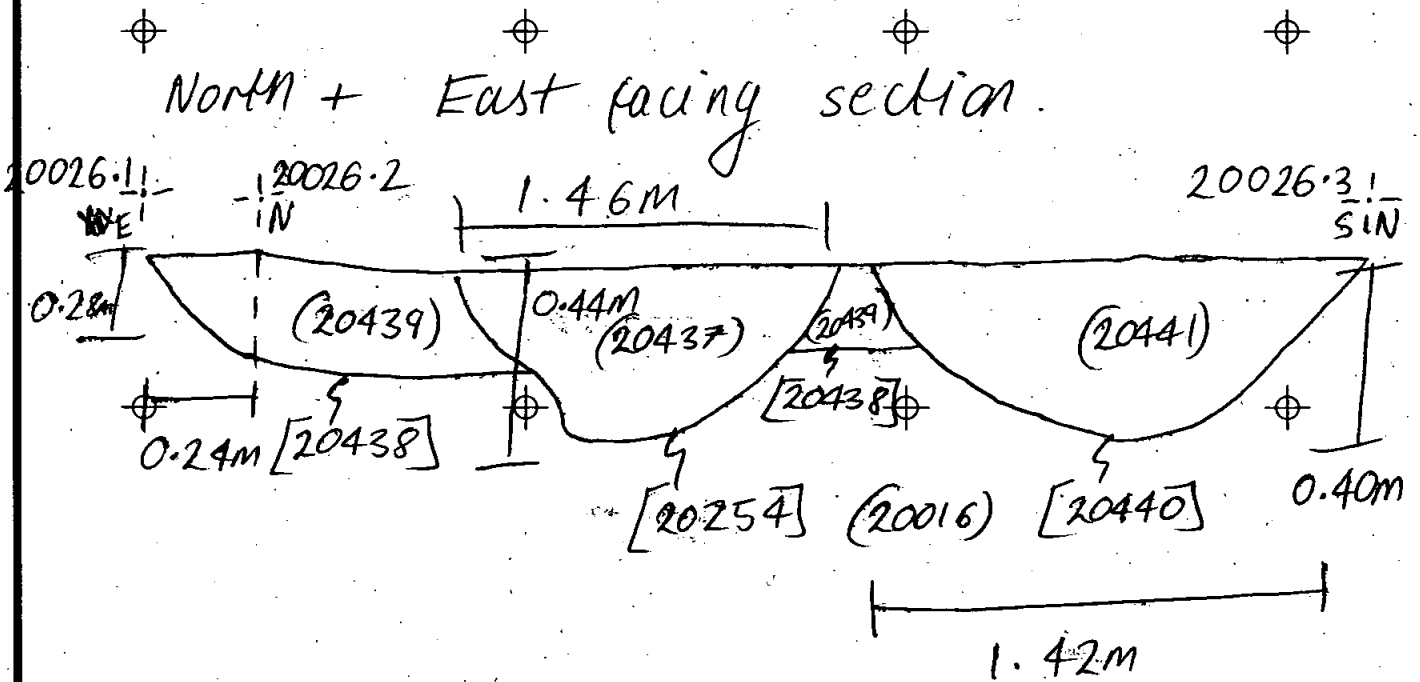 North + East facing section.
20026.1 20026.2 1.46M 20026.3
E N S N
0.28m (20439) 0.44M (20437) (20439) (20441)
[20438]
0.24m [20438] 0.40m
[20254] (20016) [20440]
1.42M